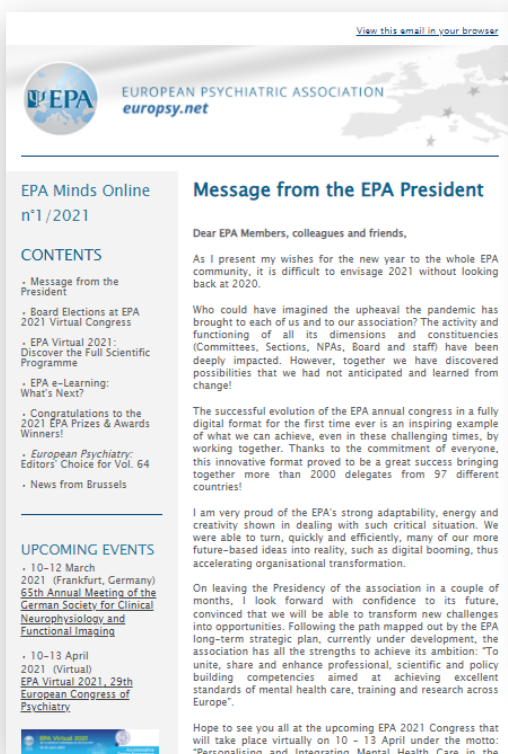 View this email in your browser
EPA
EUROPEAN PSYCHIATRIC ASSOCIATION
europsy.net
EPA Minds Online
n°1/2021
CONTENTS
• Message from the
President
• Board Elections at EPA
2021 Virtual Congress
• EPA Virtual 2021:
Discover the Full Scientific
Programme
• EPA e-Learning:
What's Next?
• Congratulations to the
2021 EPA Prizes & Awards
Winners!
• European Psychiatry:
Editors' Choice for Vol. 64
• News from Brussels
UPCOMING EVENTS
• 10-12 March
2021 (Frankfurt, Germany)
65th Annual Meeting of the
German Society for Clinical
Neurophysiology and
Functional Imaging
• 10-13 April
2021 (Virtual)
EPA Virtual 2021, 29th
European Congress of
Psychiatry
EPA Virtual 2021
Message from the EPA President
Dear EPA Members, colleagues and friends,
As I present my wishes for the new year to the whole EPA
community, it is difficult to envisage 2021 without looking
back at 2020.
Who could have imagined the upheaval the pandemic has
brought to each of us and to our association? The activity and
functioning of all its dimensions and constituencies
(Committees, Sections, NPAs, Board and staff) have been
deeply impacted. However, together we have discovered
possibilities that we had not anticipated and learned from
change!
The successful evolution of the EPA annual congress in a fully
digital format for the first time ever is an inspiring example
of what we can achieve, even in these challenging times, by
working together. Thanks to the commitment of everyone,
this innovative format proved to be a great success bringing
together more than 2000 delegates from 97 different
countries!
I am very proud of the EPA's strong adaptability, energy and
creativity shown in dealing with such critical situation. We
were able to turn, quickly and efficiently, many of our more
future-based ideas into reality, such as digital booming, thus
accelerating organisational transformation.
On leaving the Presidency of the association in a couple of
months, I look forward with confidence to its future,
convinced that we will be able to transform new challenges
into opportunities. Following the path mapped out by the EPA
long-term strategic plan, currently under development, the
association has all the strengths to achieve its ambition: "To
unite, share and enhance professional, scientific and policy
building competencies aimed at achieving excellent
standards of mental health care, training and research across
Europe".
Hope to see you all at the upcoming EPA 2021 Congress that
will take place virtually on 10 - 13 April under the motto:
"Personalising and Integrating Mental Health Care in the